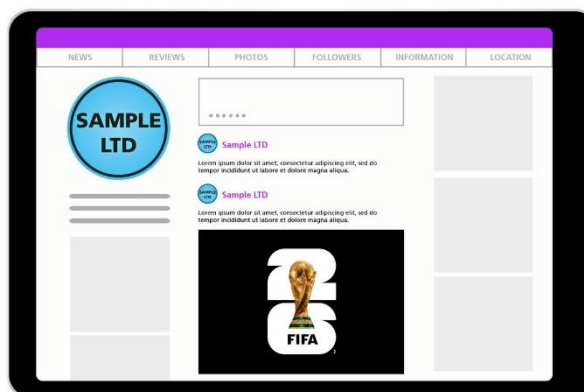 NEWS REVIEWS PHOTOS FOLLOWERS INFORMATION LOCATION
SAMPLE
LTD
Sample LTD
Lorem ipsum dolor sit amet, consectetur adipiscing elit, sed do
tempor incididunt ut labore et dolore magna aliqua.
Sample LTD
Lorem ipsum dolor sit amet, consectetur adipiscing elit, sed do
tempor incididunt ut labore et dolore magna aliqua.
26
FIFA